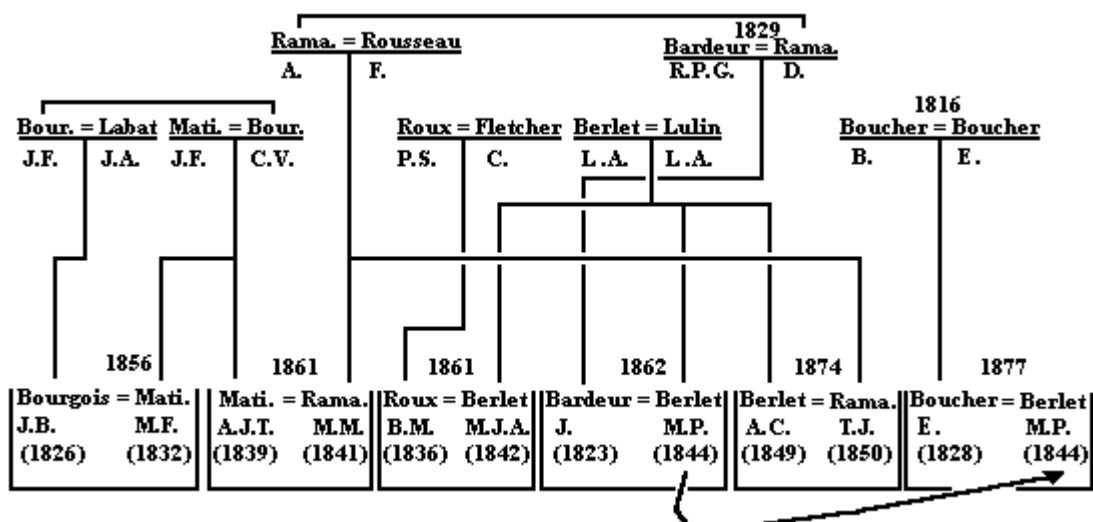 1829
Rama. = Rousseau Bardeur = Rama.
A. F. R.P.G. D.
1816
Bour. = Labat Mati. = Bour. Roux = Fletcher Berlet = Lulin Boucher = Boucher
J.F. J.A. J.F. C.V. P.S. C. L.A. L.A. B. E.
1856 1861 1861 1862 1874 1877
Bourgois = Mati. Mati. = Rama. Roux = Berlet Bardeur = Berlet Berlet = Rama. Boucher = Berlet
J.B. M.F. A.J.T. M.M. B.M. M.J.A. J. M.P. A.C. T.J. E. M.P.
(1826) (1832) (1839) (1841) (1836) (1842) (1823) (1844) (1849) (1850) (1828) (1844)